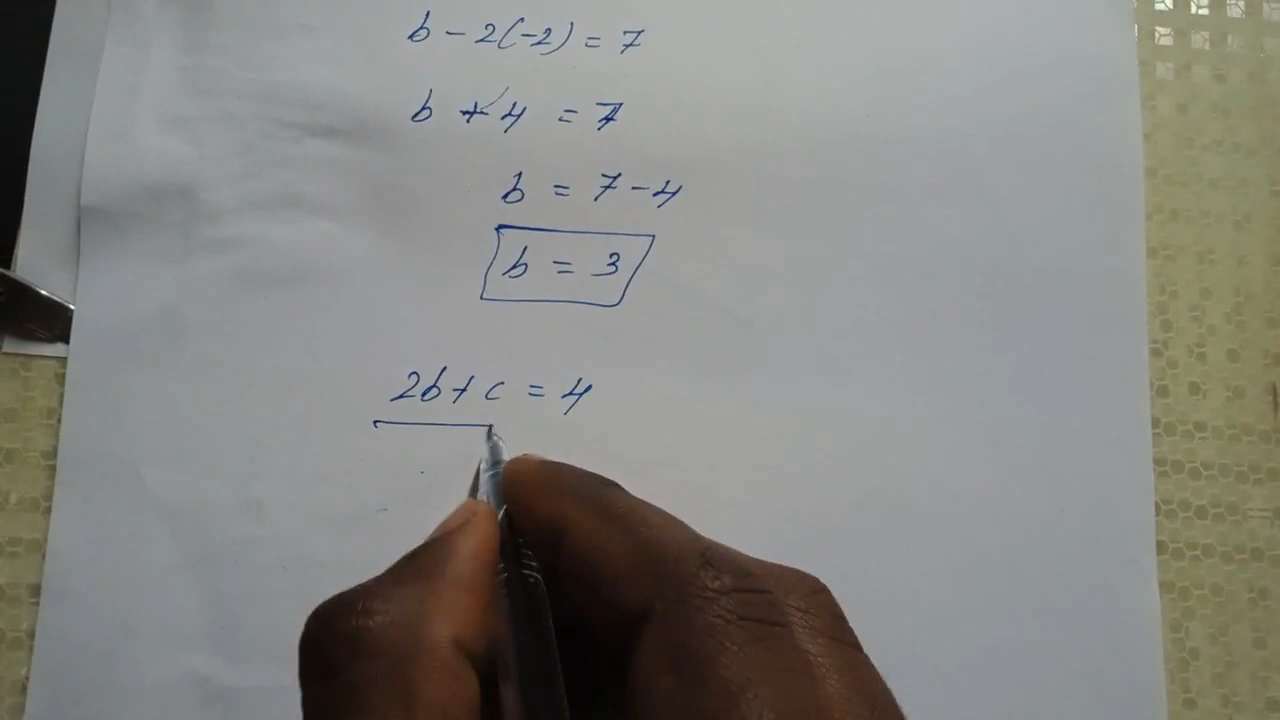 b - 2(-2) = 7
b + 4 = 7
b = 7 - 4
b = 3
2b + c = 4